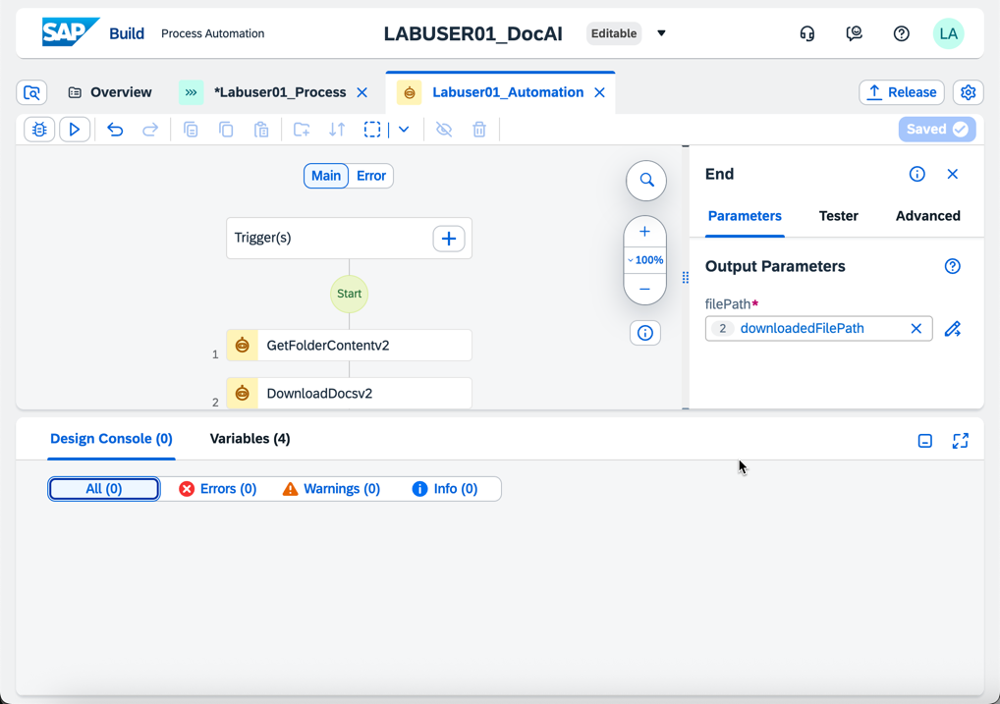 SAP Build Process Automation LABUSER01_DocAI Editable LA
Overview *Labuser01_Process Labuser01_Automation Release
Saved
Main Error
Trigger(s)
Start
1 GetFolderContentv2
2 DownloadDocsv2
100%
End
Parameters Tester Advanced
Output Parameters
filePath*
2 downloadedFilePath
Design Console (0) Variables (4)
All (0) Errors (0) Warnings (0) Info (0)